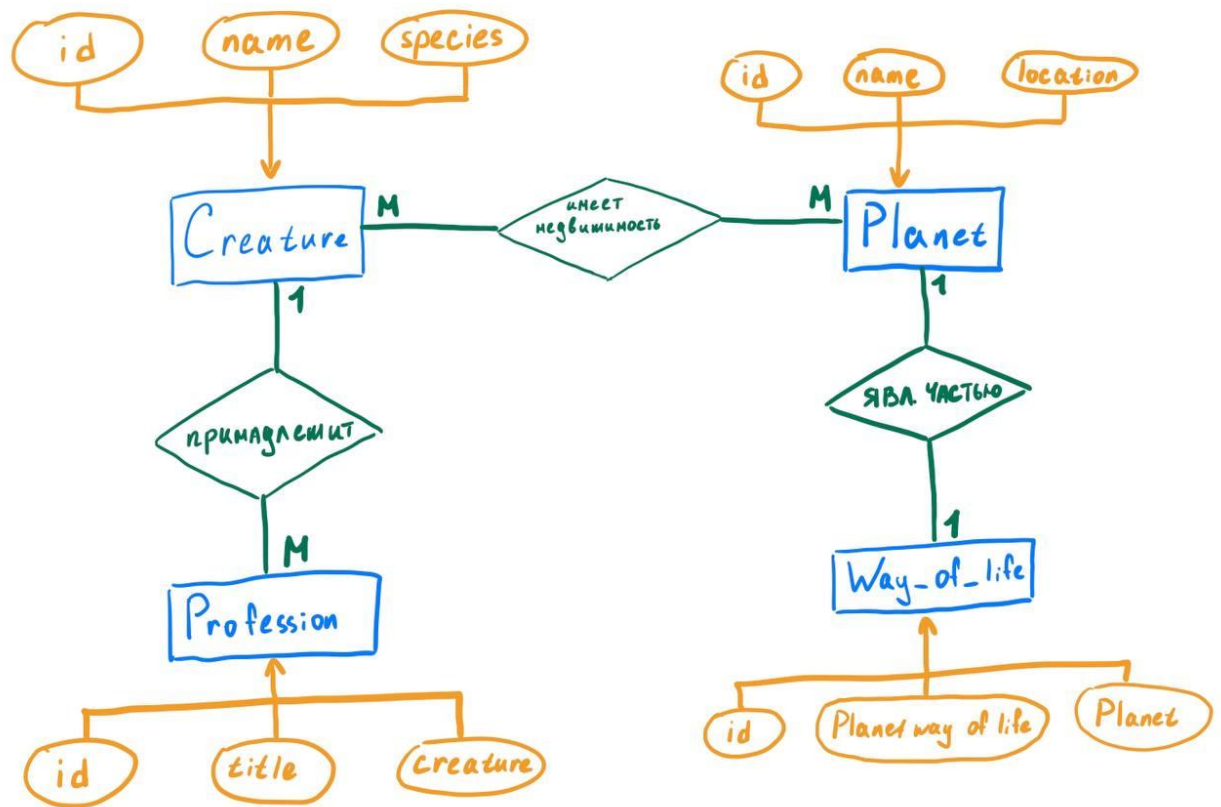 id
name
species
id
name
location
Creature
M
имеет
недвижимость
M
Planet
1
1
принадлежит
явл. частью
M
1
Profession
Way_of_life
id
title
creature
id
Planet way of life
Planet